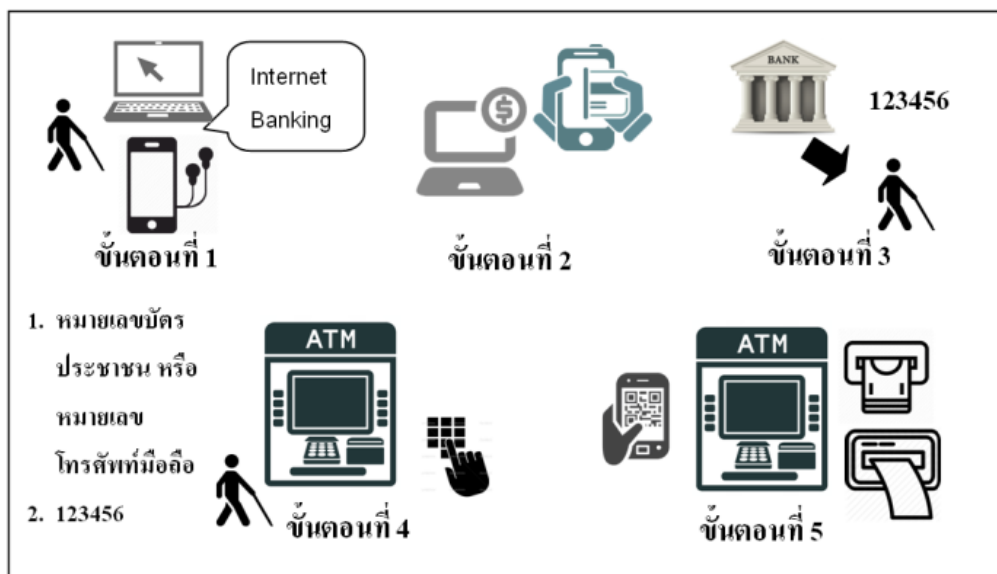 Internet
Banking
BANK
123456
ขั้นตอนที่ 1
ขั้นตอนที่ 2
ขั้นตอนที่ 3
1. หมายเลขบัตร
ประชาชน หรือ
หมายเลข
โทรศัพท์มือถือ
2. 123456
ATM
ขั้นตอนที่ 4
ATM
ขั้นตอนที่ 5